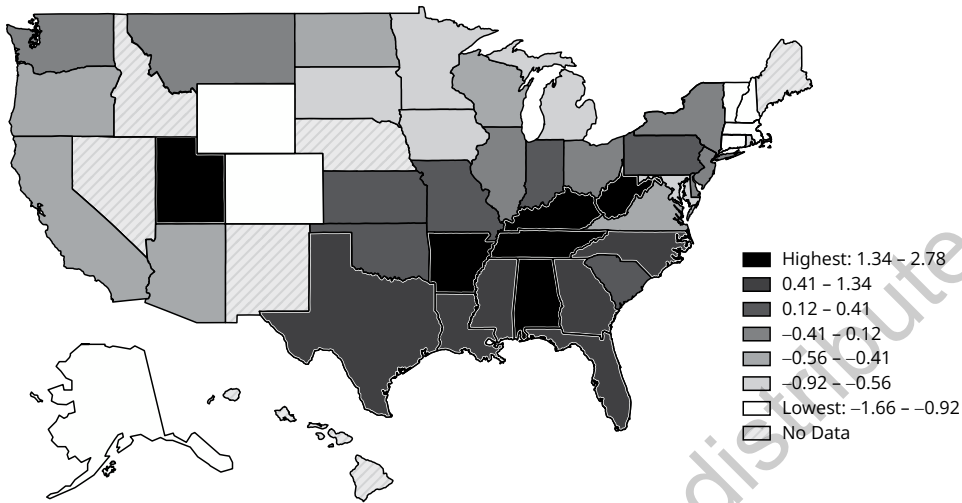 Highest: 1.34 – 2.78
0.41 – 1.34
0.12 – 0.41
–0.41 – 0.12
–0.56 – –0.41
–0.92 – –0.56
Lowest: –1.66 – –0.92
No Data
distribute